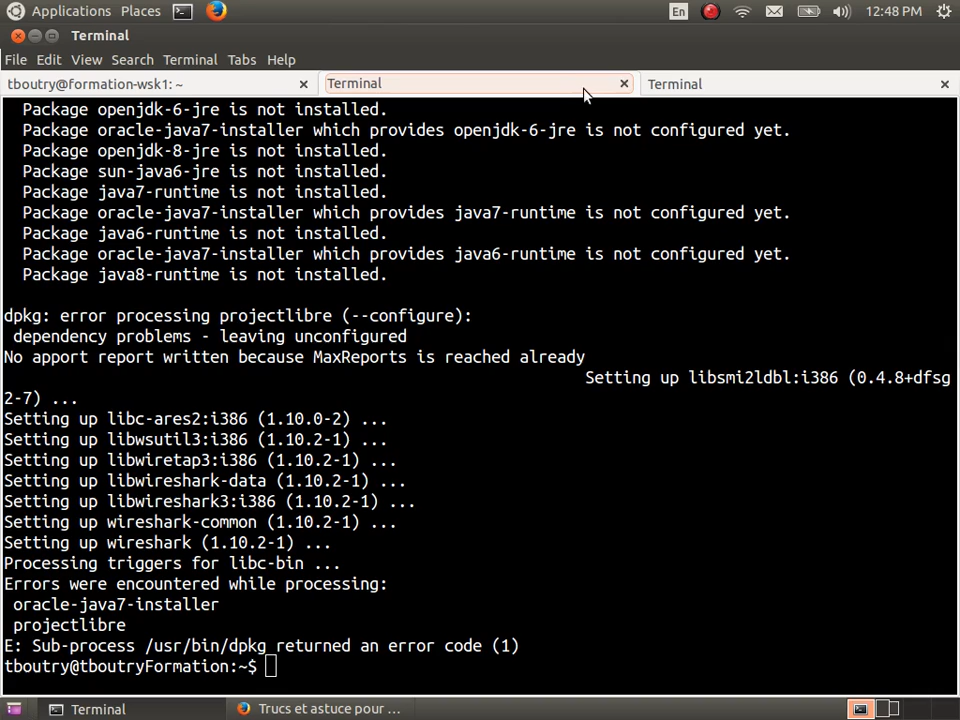 Applications Places En 12:48 PM
Terminal
File Edit View Search Terminal Tabs Help
tboutry@formation-wsk1: ~ Terminal Terminal
Package openjdk-6-jre is not installed.
Package oracle-java7-installer which provides openjdk-6-jre is not configured yet.
Package openjdk-8-jre is not installed.
Package sun-java6-jre is not installed.
Package java7-runtime is not installed.
Package oracle-java7-installer which provides java7-runtime is not configured yet.
Package java6-runtime is not installed.
Package oracle-java7-installer which provides java6-runtime is not configured yet.
Package java8-runtime is not installed.
dpkg: error processing projectlibre (--configure):
dependency problems - leaving unconfigured
No apport report written because MaxReports is reached already
Setting up libsmi2ldbl:i386 (0.4.8+dfsg
2-7) ...
Setting up libc-ares2:i386 (1.10.0-2) ...
Setting up libwsutil3:i386 (1.10.2-1) ...
Setting up libwiretap3:i386 (1.10.2-1) ...
Setting up libwireshark-data (1.10.2-1) ...
Setting up libwireshark3:i386 (1.10.2-1) ...
Setting up wireshark-common (1.10.2-1) ...
Setting up wireshark (1.10.2-1) ...
Processing triggers for libc-bin ...
Errors were encountered while processing:
oracle-java7-installer
projectlibre
E: Sub-process /usr/bin/dpkg returned an error code (1)
tboutry@tboutryFormation:~$
Terminal Trucs et astuce pour ...